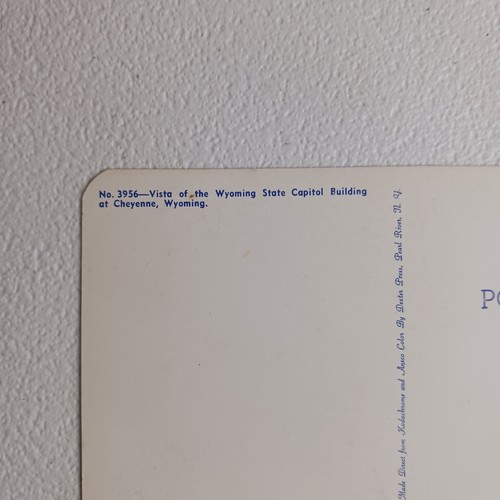 No. 3956—Vista of the Wyoming State Capitol Building
at Cheyenne, Wyoming.
Made Direct from Kodachrome and Ansco Color By Dexter Press, Pearl River, N. Y.
PO